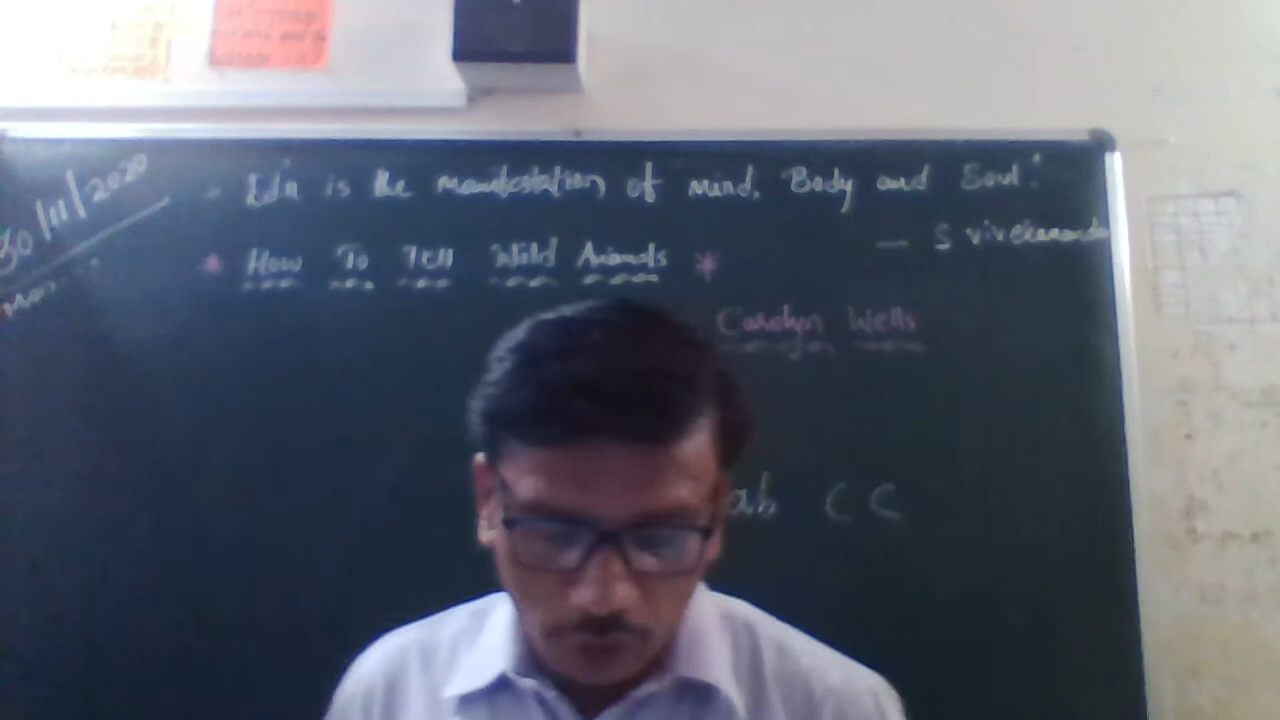 30/11/2020
Edn is the manifestation of mind, Body and Soul."
— S vivekananda
* How To Tell Wild Animals *
Carolyn Wells
ab CC